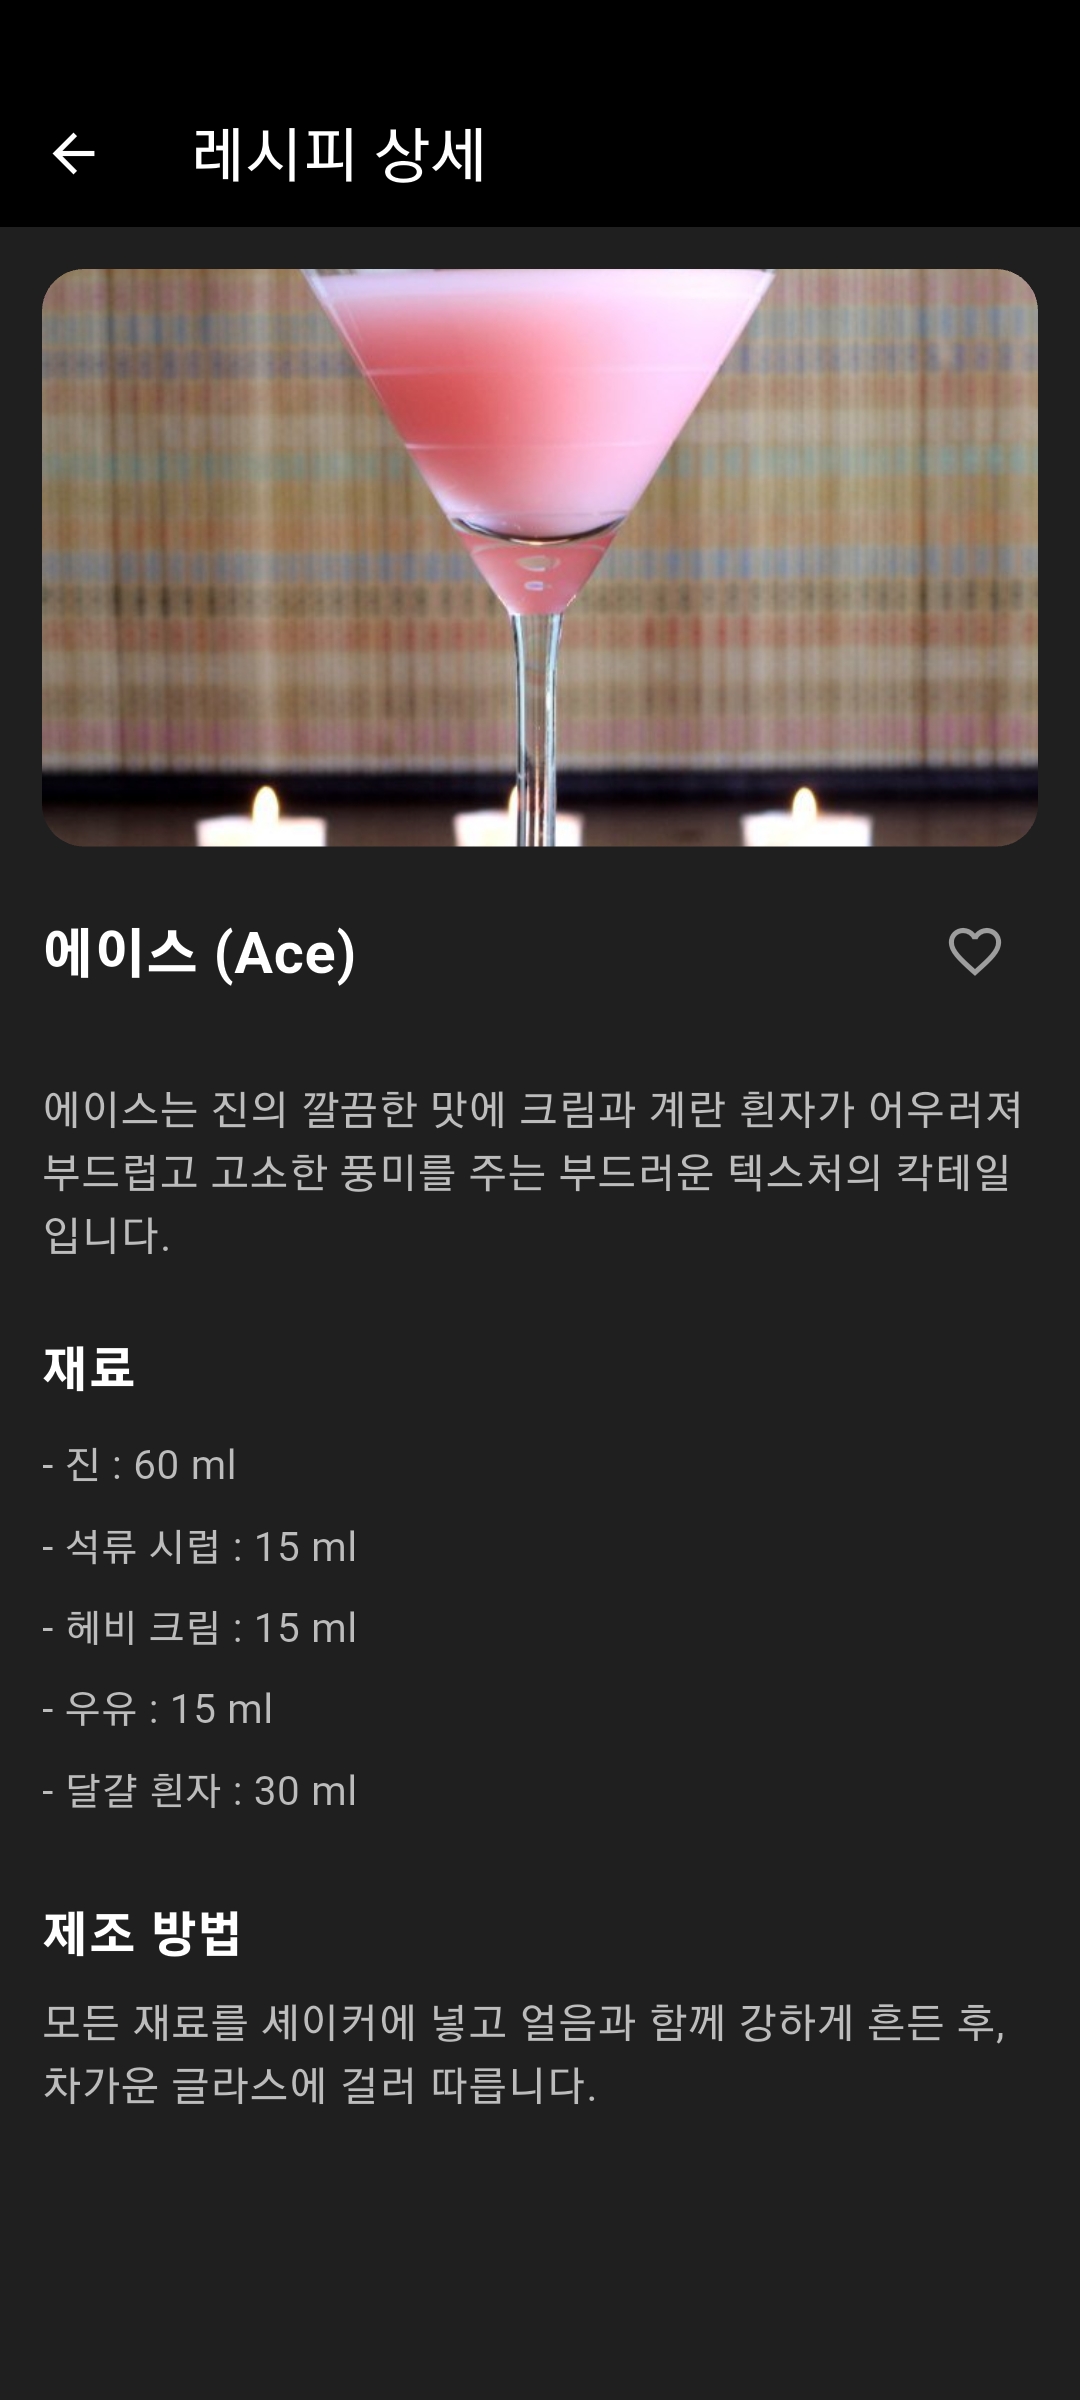 레시피 상세
에이스 (Ace)
에이스는 진의 깔끔한 맛에 크림과 계란 흰자가 어우러져
부드럽고 고소한 풍미를 주는 부드러운 텍스처의 칵테일
입니다.
재료
- 진 : 60 ml
- 석류 시럽 : 15 ml
- 헤비 크림 : 15 ml
- 우유 : 15 ml
- 달걀 흰자 : 30 ml
제조 방법
모든 재료를 셰이커에 넣고 얼음과 함께 강하게 흔든 후,
차가운 글라스에 걸러 따릅니다.